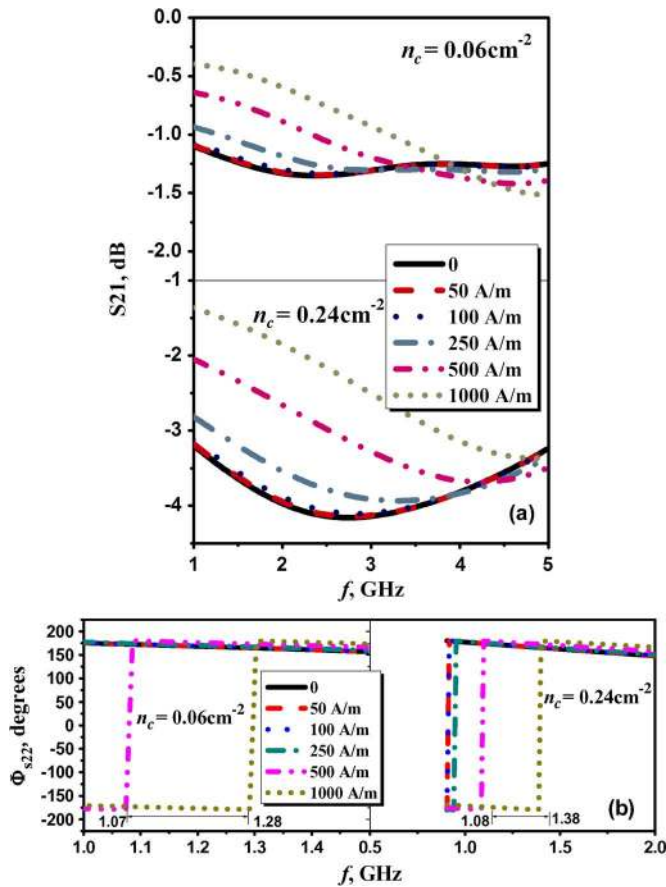 0.0
n_c = 0.06cm^-2
-0.5
-1.0
-1.5
-2.0
S21, dB
-1
n_c = 0.24cm^-2
-2
-3
-4
0
50 A/m
100 A/m
250 A/m
500 A/m
1000 A/m
(a)
1 2 3 4 5
f, GHz
200
150
100
50
0
-50
-100
-150
-200
Φ_s22, degrees
n_c = 0.06cm^-2
0
50 A/m
100 A/m
250 A/m
500 A/m
1000 A/m
n_c = 0.24cm^-2
(b)
1.07 1.28 1.08 1.38
1.0 1.1 1.2 1.3 1.4 0.5 1.0 2.0
f, GHz